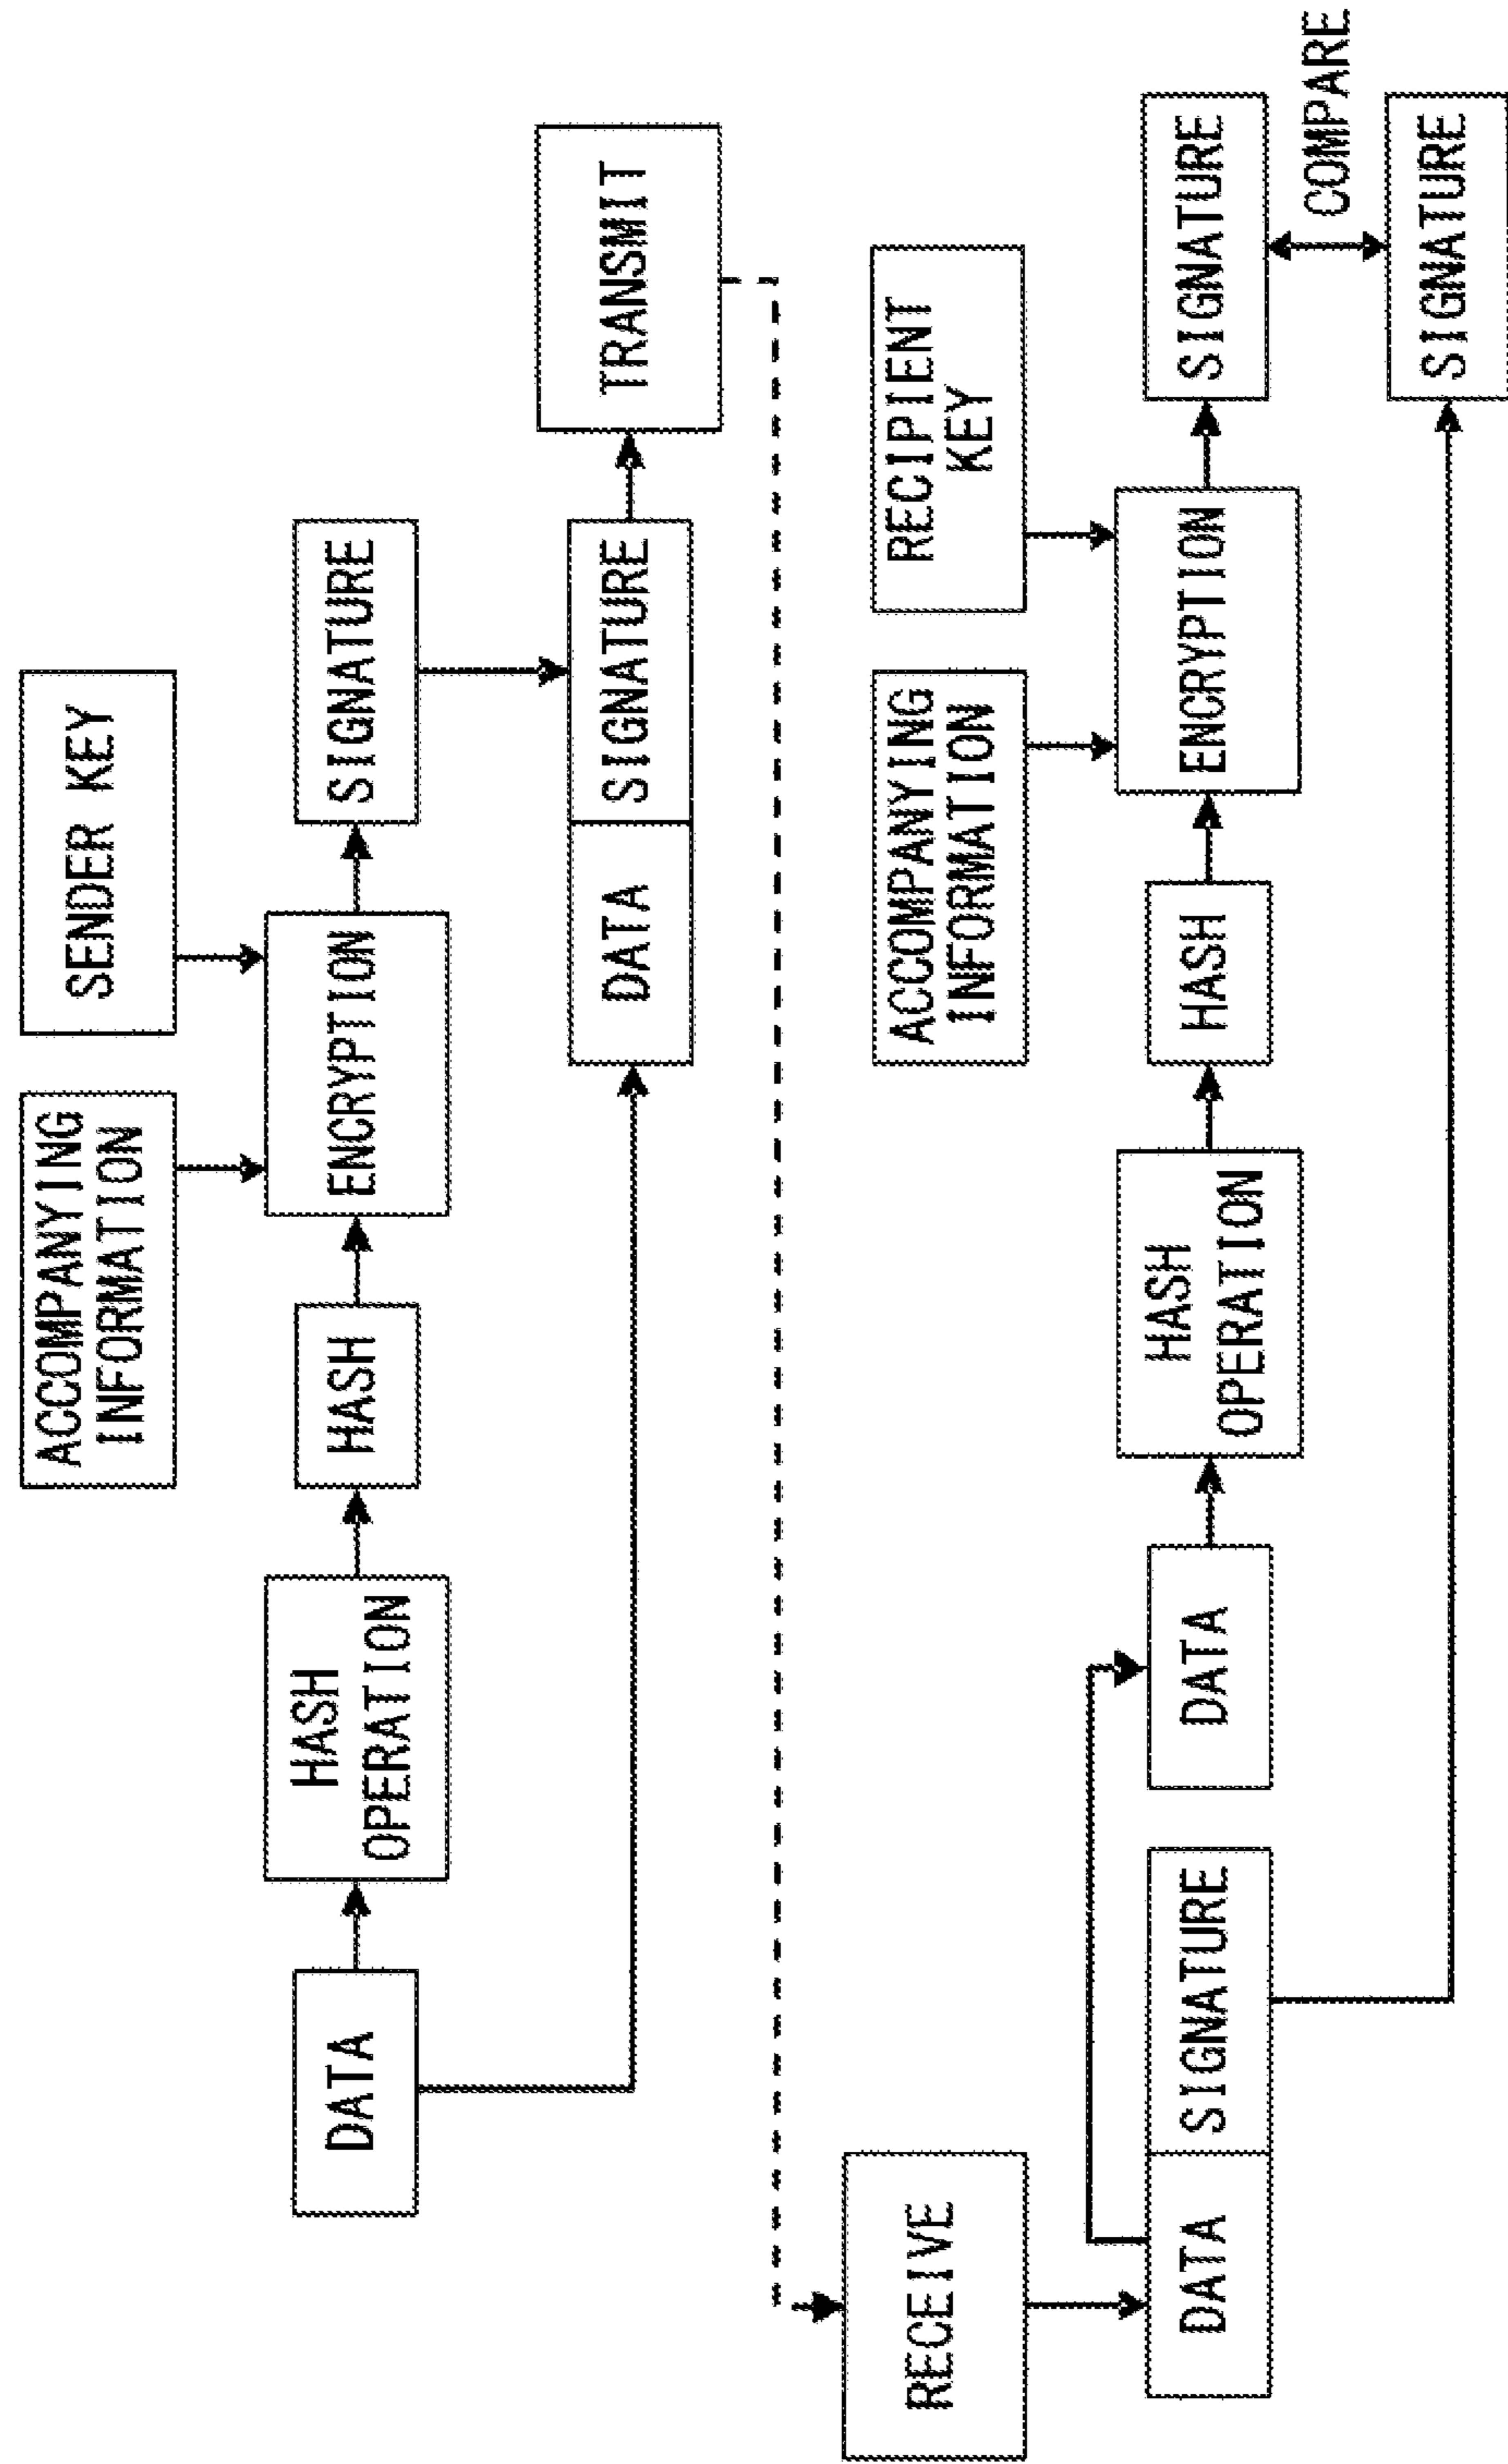 ACCOMPANYING
INFORMATION
SENDER KEY
DATA
HASH
OPERATION
HASH
ENCRYPTION
SIGNATURE
DATA
SIGNATURE
TRANSMIT
RECEIVE
ACCOMPANYING
INFORMATION
RECIPIENT
KEY
DATA
SIGNATURE
DATA
HASH
OPERATION
HASH
ENCRYPTION
SIGNATURE
COMPARE
SIGNATURE